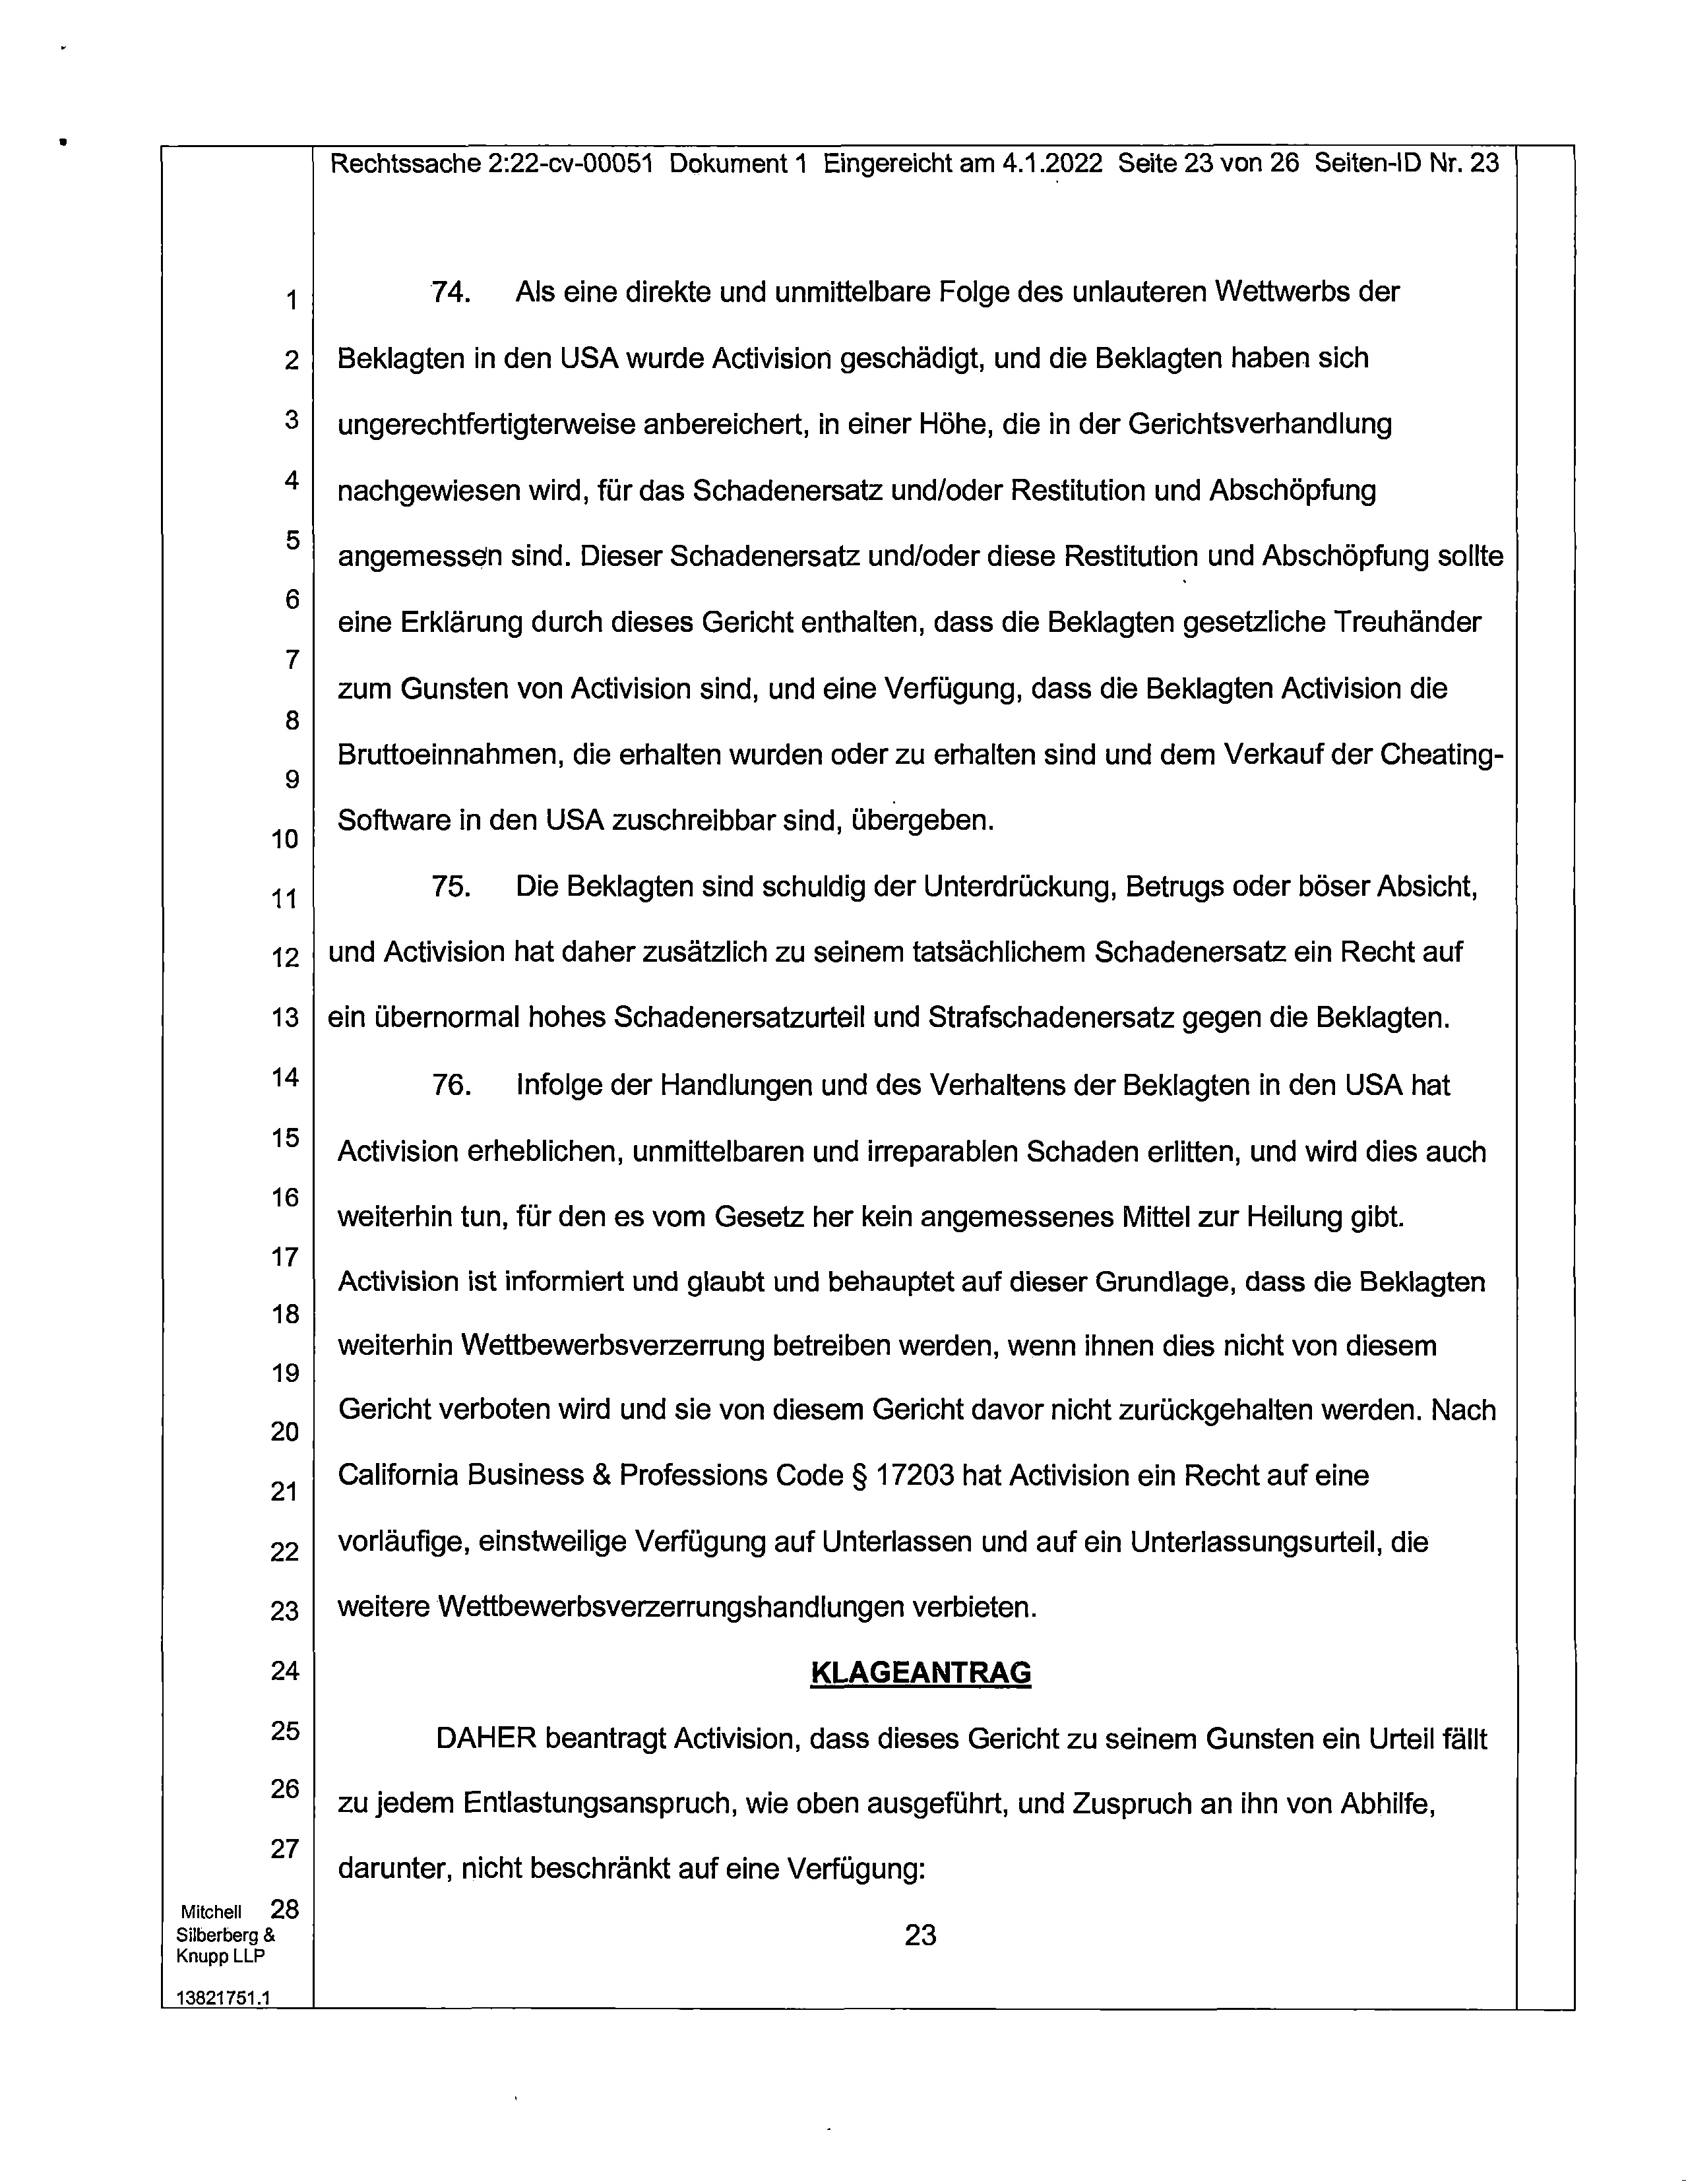 Rechtssache 2:22-cv-00051 Dokument 1 Eingereicht am 4.1.2022 Seite 23 von 26 Seiten-ID Nr. 23
1 74. Als eine direkte und unmittelbare Folge des unlauteren Wettwerbs der
2 Beklagten in den USA wurde Activision geschädigt, und die Beklagten haben sich
3 ungerechtfertigterweise anbereichert, in einer Höhe, die in der Gerichtsverhandlung
4 nachgewiesen wird, für das Schadenersatz und/oder Restitution und Abschöpfung
5 angemessen sind. Dieser Schadenersatz und/oder diese Restitution und Abschöpfung sollte
6 eine Erklärung durch dieses Gericht enthalten, dass die Beklagten gesetzliche Treuhänder
7 zum Gunsten von Activision sind, und eine Verfügung, dass die Beklagten Activision die
8 Bruttoeinnahmen, die erhalten wurden oder zu erhalten sind und dem Verkauf der Cheating-
9 Software in den USA zuschreibbar sind, übergeben.
10
11 75. Die Beklagten sind schuldig der Unterdrückung, Betrugs oder böser Absicht,
12 und Activision hat daher zusätzlich zu seinem tatsächlichem Schadenersatz ein Recht auf
13 ein übernormal hohes Schadenersatzurteil und Strafschadenersatz gegen die Beklagten.
14 76. Infolge der Handlungen und des Verhaltens der Beklagten in den USA hat
15 Activision erheblichen, unmittelbaren und irreparablen Schaden erlitten, und wird dies auch
16 weiterhin tun, für den es vom Gesetz her kein angemessenes Mittel zur Heilung gibt.
17 Activision ist informiert und glaubt und behauptet auf dieser Grundlage, dass die Beklagten
18 weiterhin Wettbewerbsverzerrung betreiben werden, wenn ihnen dies nicht von diesem
19 Gericht verboten wird und sie von diesem Gericht davor nicht zurückgehalten werden. Nach
20
21 California Business & Professions Code § 17203 hat Activision ein Recht auf eine
22 vorläufige, einstweilige Verfügung auf Unterlassen und auf ein Unterlassungsurteil, die
23 weitere Wettbewerbsverzerrungshandlungen verbieten.
24 KLAGEANTRAG
25 DAHER beantragt Activision, dass dieses Gericht zu seinem Gunsten ein Urteil fällt
26 zu jedem Entlastungsanspruch, wie oben ausgeführt, und Zuspruch an ihn von Abhilfe,
27 darunter, nicht beschränkt auf eine Verfügung:
Mitchell 28
Silberberg &
Knupp LLP
23
13821751.1